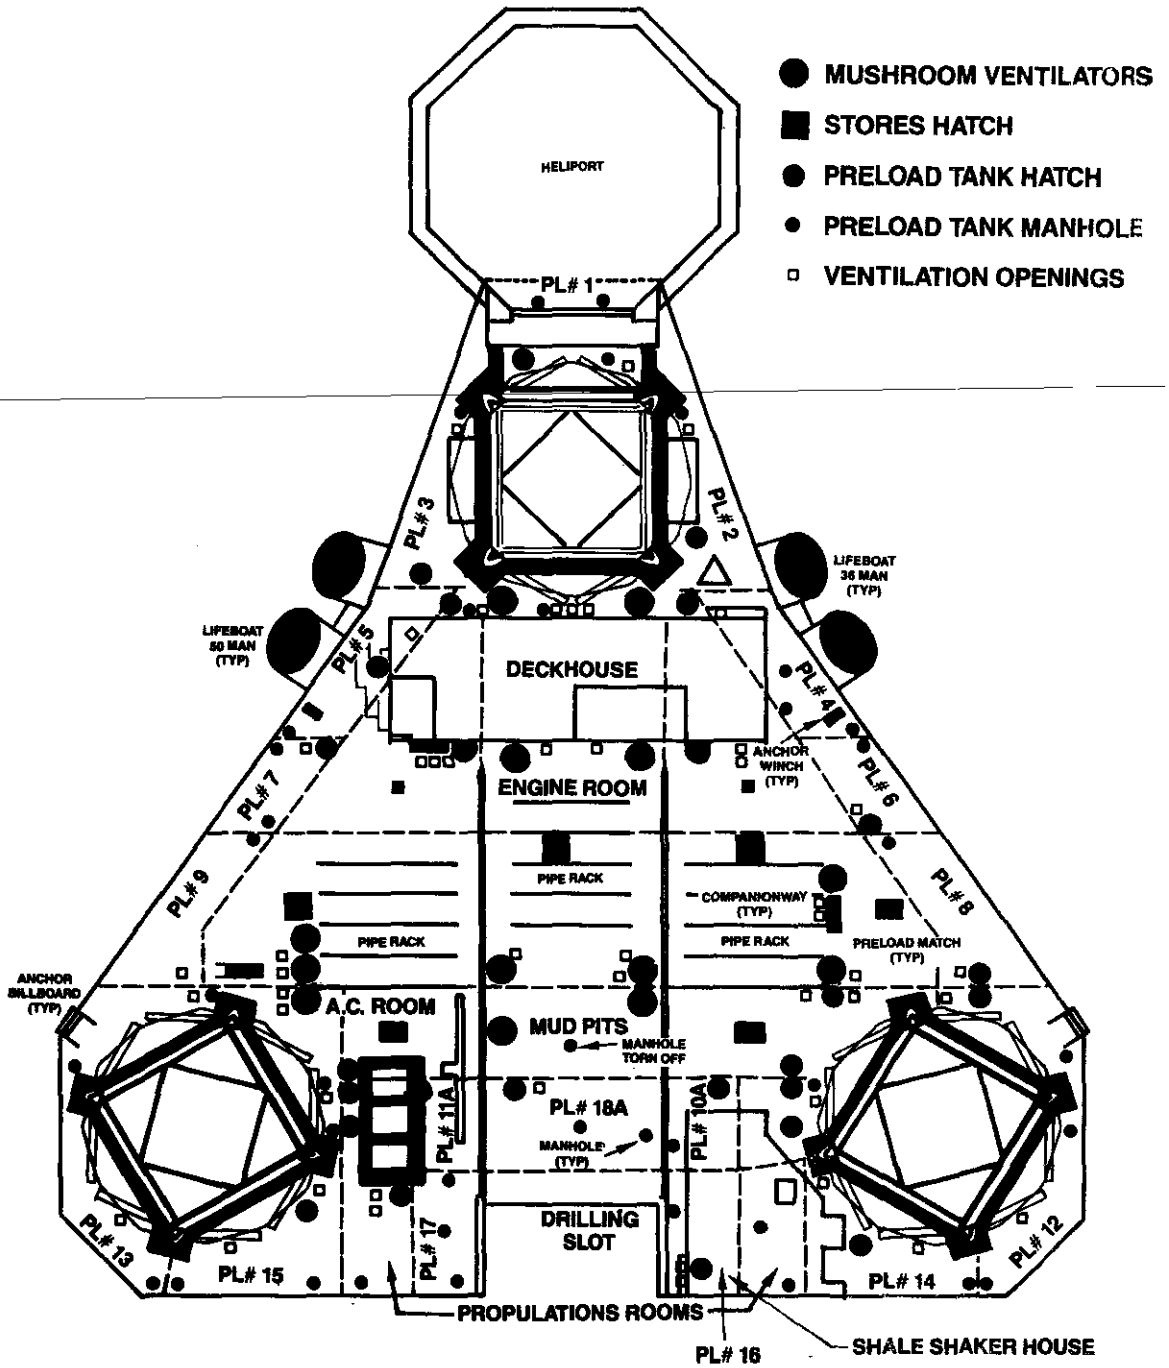 MUSHROOM VENTILATORS
STORES HATCH
HELIPORT
PRELOAD TANK HATCH
PRELOAD TANK MANHOLE
VENTILATION OPENINGS
PL# 1
PL# 3
PL# 2
LIFEBOAT
36 MAN
(TYP)
LIFEBOAT
50 MAN
(TYP)
PL# 5
DECKHOUSE
PL# 4
ANCHOR
WINCH
(TYP)
PL# 7
ENGINE ROOM
PL# 6
PL# 9
PIPE RACK
COMPANIONWAY
(TYP)
PL# 8
PIPE RACK
PIPE RACK
PRELOAD MATCH
(TYP)
ANCHOR
BILLBOARD
(TYP)
A.C. ROOM
MUD PITS
MANHOLE
TORN OFF
PL# 11A
PL# 18A
PL# 10A
MANHOLE
(TYP)
DRILLING
SLOT
PL# 13
PL# 15
PL# 17
PL# 14
PL# 12
PROPULATIONS ROOMS
SHALE SHAKER HOUSE
PL# 16